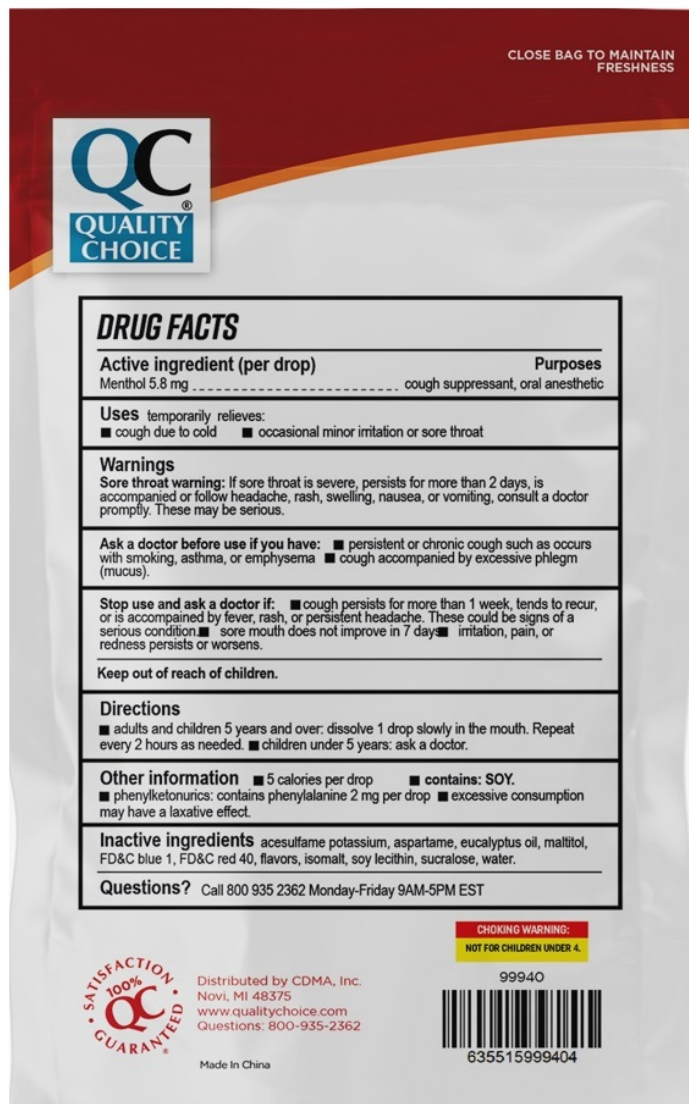 CLOSE BAG TO MAINTAIN
FRESHNESS
QC
®
QUALITY
CHOICE
DRUG FACTS
Active ingredient (per drop) Purposes
Menthol 5.8 mg cough suppressant, oral anesthetic
Uses temporarily relieves:
■ cough due to cold ■ occasional minor irritation or sore throat
Warnings
Sore throat warning: If sore throat is severe, persists for more than 2 days, is
accompanied or follow headache, rash, swelling, nausea, or vomiting, consult a doctor
promptly. These may be serious.
Ask a doctor before use if you have: ■ persistent or chronic cough such as occurs
with smoking, asthma, or emphysema ■ cough accompanied by excessive phlegm
(mucus).
Stop use and ask a doctor if: ■ cough persists for more than 1 week, tends to recur,
or is accompained by fever, rash, or persistent headache. These could be signs of a
serious condition. ■ sore mouth does not improve in 7 days ■ irritation, pain, or
redness persists or worsens.
Keep out of reach of children.
Directions
■ adults and children 5 years and over: dissolve 1 drop slowly in the mouth. Repeat
every 2 hours as needed. ■ children under 5 years: ask a doctor.
Other information ■ 5 calories per drop ■ contains: SOY.
■ phenylketonurics: contains phenylalanine 2 mg per drop ■ excessive consumption
may have a laxative effect.
Inactive ingredients acesulfame potassium, aspartame, eucalyptus oil, maltitol,
FD&C blue 1, FD&C red 40, flavors, isomalt, soy lecithin, sucralose, water.
Questions? Call 800 935 2362 Monday-Friday 9AM-5PM EST
CHOKING WARNING:
NOT FOR CHILDREN UNDER 4.
SATISFACTION
100%
QC
GUARANTEED
®
Distributed by CDMA, Inc.
Novi, MI 48375
www.qualitychoice.com
Questions: 800-935-2362
Made In China
99940
635515999404